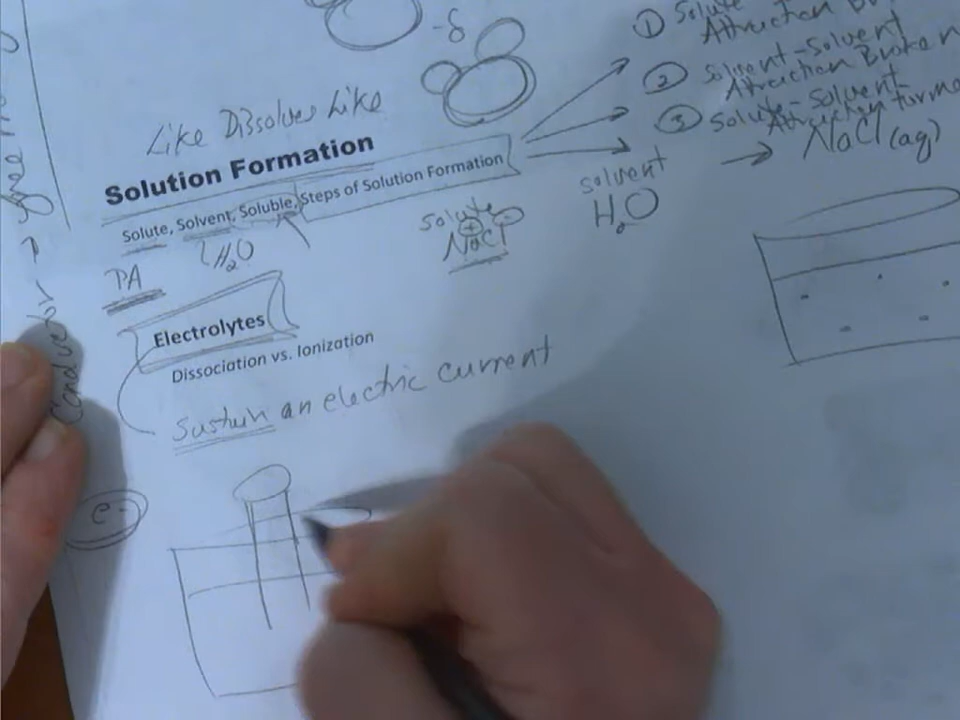 -δ
① Solute
Attraction
② Solvent-Solvent
Attraction Broken
③ Solute-Solvent
Attraction
Like Dissolves Like
Solution Formation
Solute, Solvent, Soluble, Steps of Solution Formation
PA
H₂O
Solute
+ -
NaCl
solvent
H₂O
NaCl (aq)
Electrolytes
Dissociation vs. Ionization
Sustain an electric current
e-